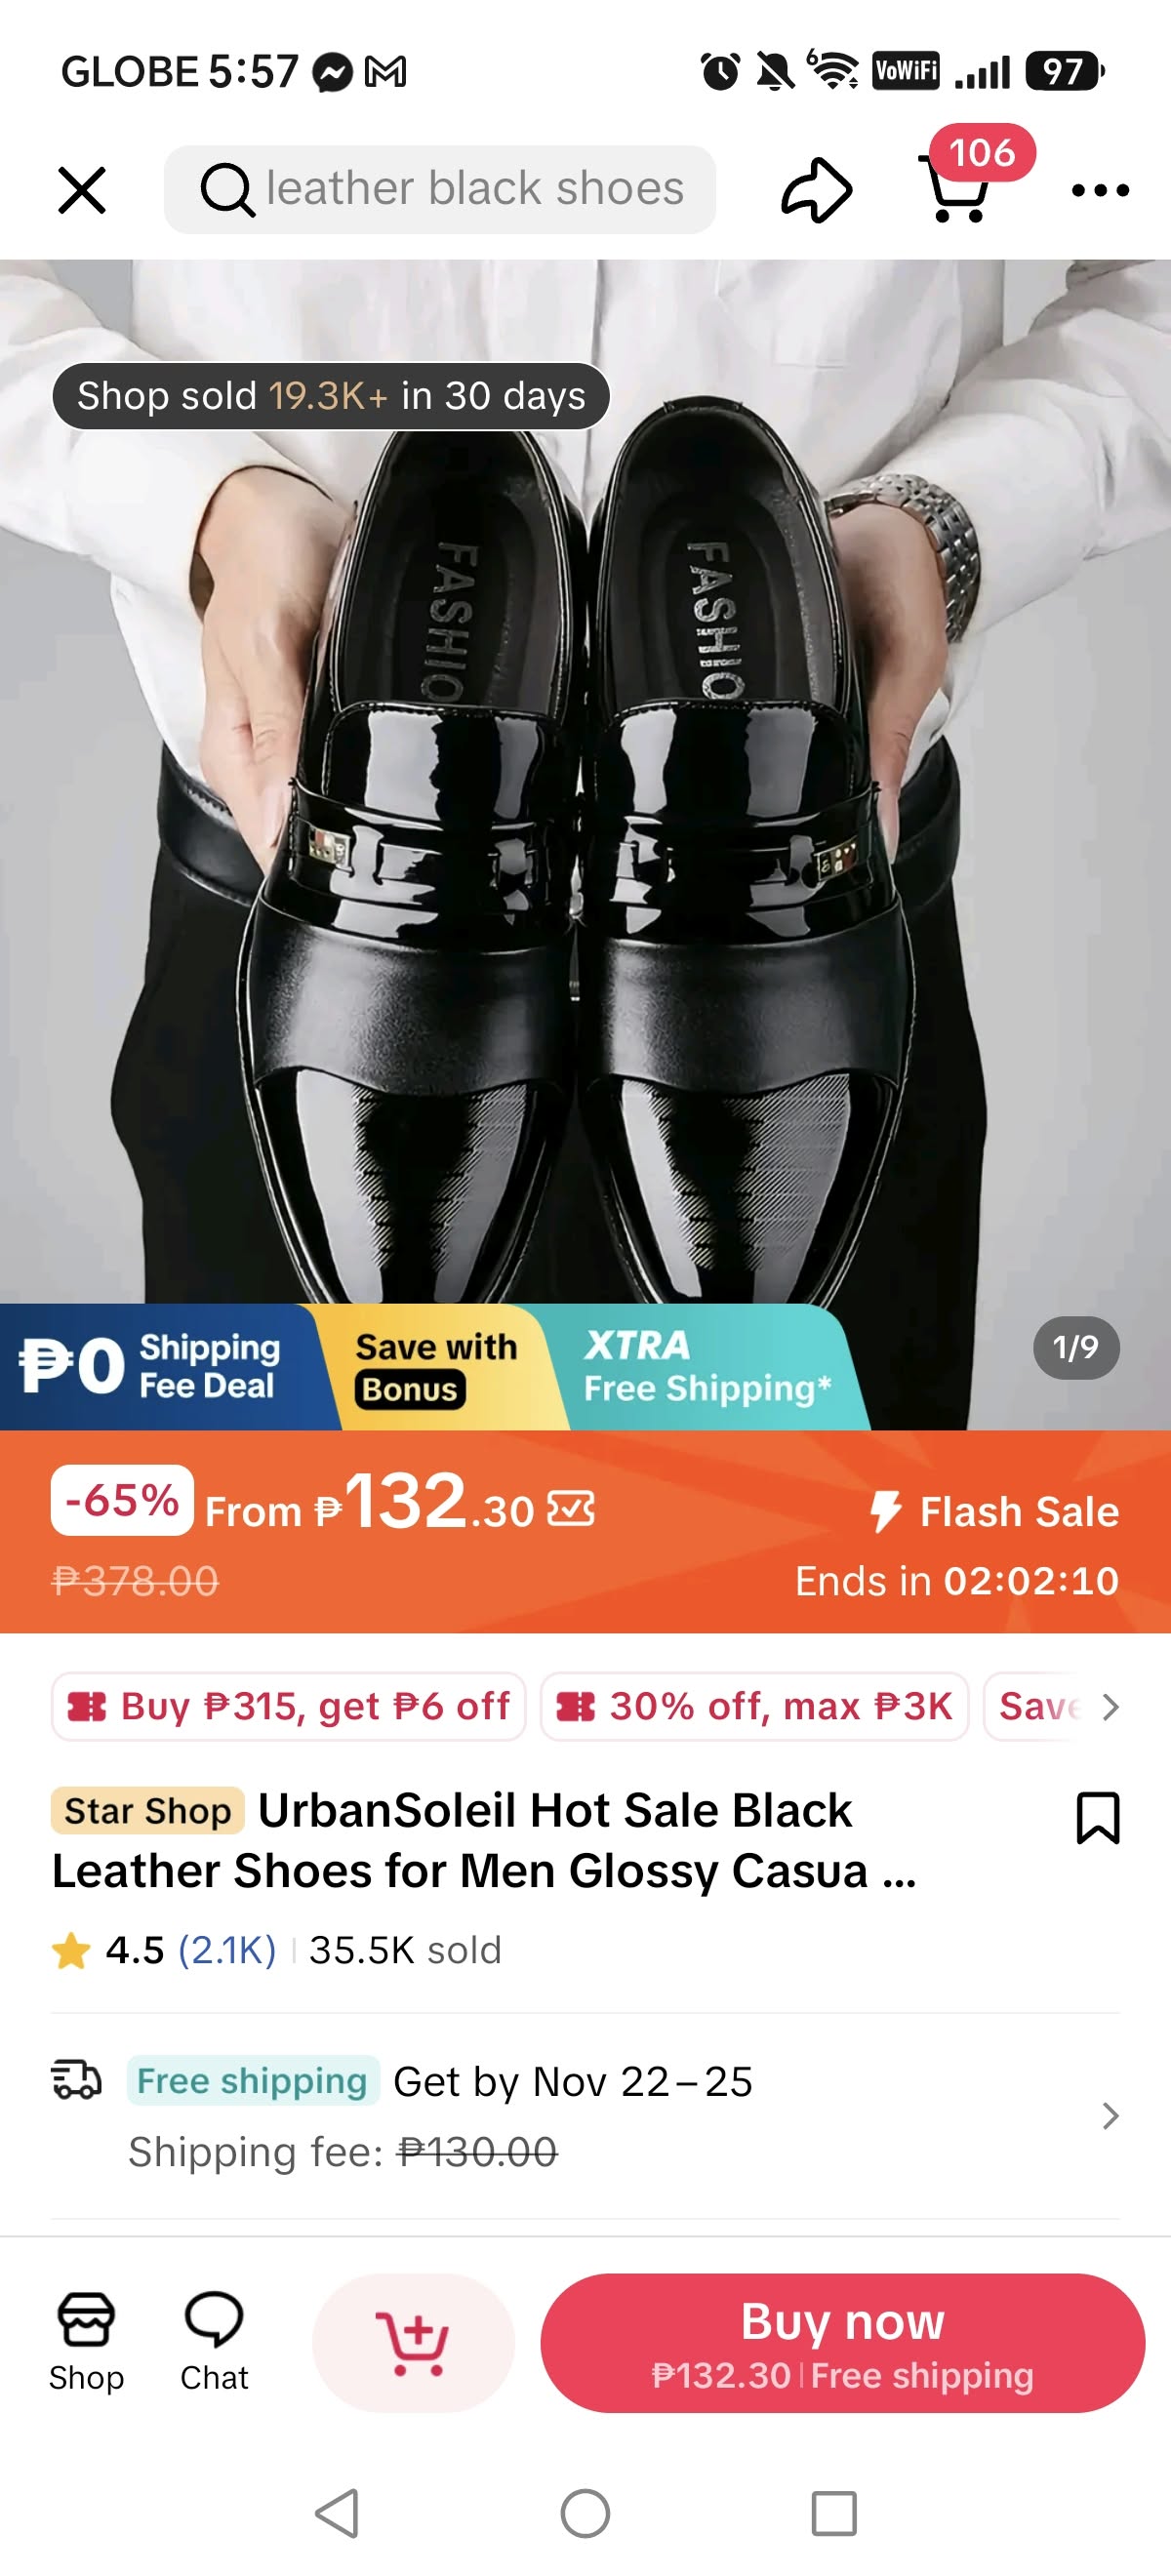 GLOBE 5:57
6 VoWiFi 97
leather black shoes
106
Shop sold 19.3K+ in 30 days
FASHIO
FASHIO
₱0 Shipping Fee Deal
Save with Bonus
XTRA Free Shipping*
1/9
-65% From ₱132.30
Flash Sale
₱378.00
Ends in 02:02:10
Buy ₱315, get ₱6 off
30% off, max ₱3K
Save
Star Shop UrbanSoleil Hot Sale Black
Leather Shoes for Men Glossy Casua ...
4.5 (2.1K) 35.5K sold
Free shipping Get by Nov 22–25
Shipping fee: ₱130.00
Shop
Chat
Buy now
₱132.30 | Free shipping